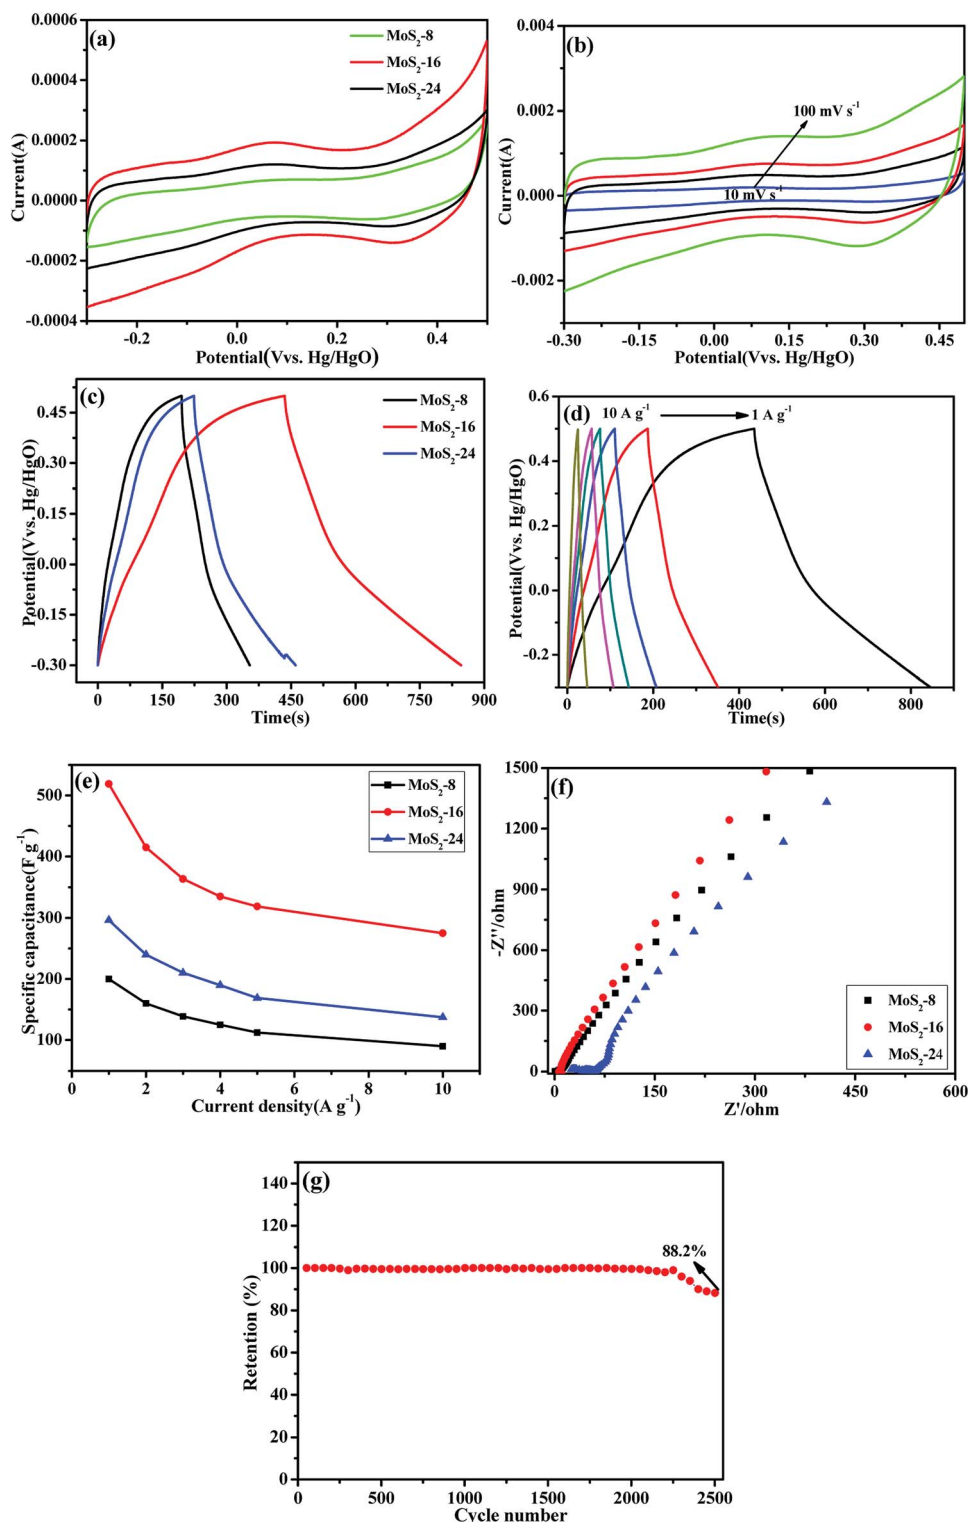 (a)
MoS2-8
MoS2-16
MoS2-24
0.0006
0.0004
0.0002
0.0000
-0.0002
-0.0004
Current(A)
-0.2
0.0
0.2
0.4
Potential(Vvs. Hg/HgO)
(b)
100 mV s-1
10 mV s-1
0.004
0.002
0.000
-0.002
Current(A)
-0.30
-0.15
0.00
0.15
0.30
0.45
Potential(Vvs. Hg/HgO)
(c)
MoS2-8
MoS2-16
MoS2-24
0.45
0.30
0.15
0.00
-0.15
-0.30
Potential(Vvs. Hg/HgO)
0
150
300
450
600
750
900
Time(s)
(d)
10 A g-1
1 A g-1
0.6
0.4
0.2
0.0
-0.2
Potential(Vvs. Hg/HgO)
0
200
400
600
800
Time(s)
(e)
MoS2-8
MoS2-16
MoS2-24
500
400
300
200
100
Specific capacitance(F g-1)
0
2
4
6
8
10
Current density(A g-1)
(f)
1500
1200
900
600
300
0
-Z''/ohm
MoS2-8
MoS2-16
MoS2-24
0
150
300
450
600
Z'/ohm
(g)
88.2%
140
120
100
80
60
40
20
0
Retention (%)
0
500
1000
1500
2000
2500
Cycle number